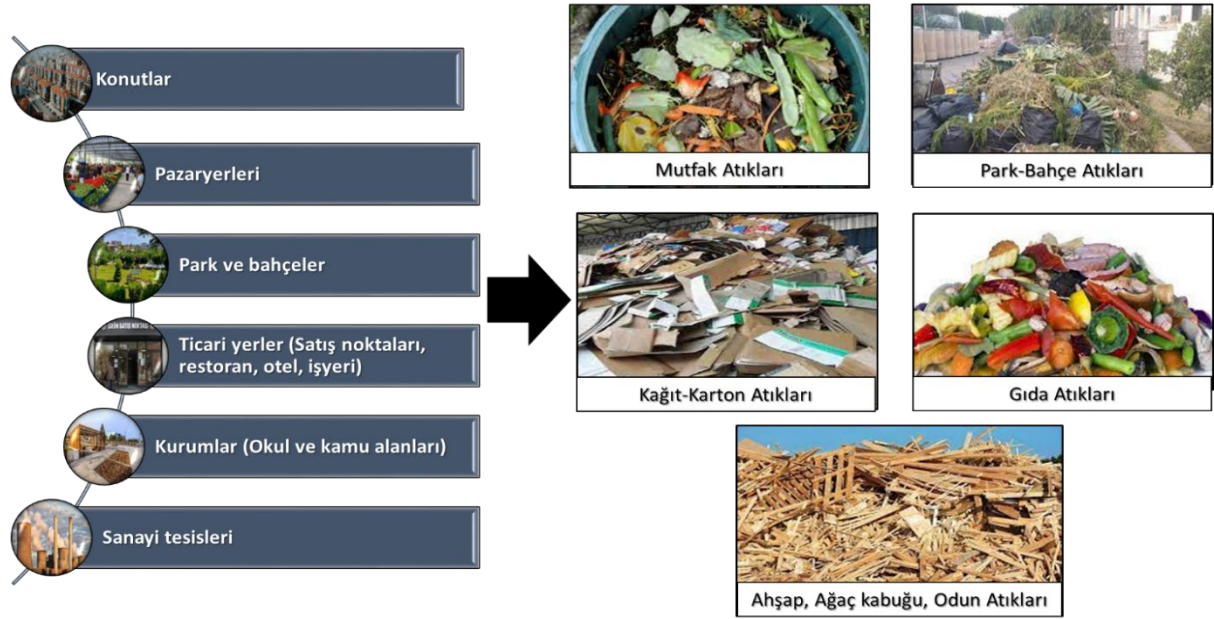 Konutlar
Pazaryerleri
Park ve bahçeler
Ticari yerler (Satış noktaları,
restoran, otel, işyeri)
Kurumlar (Okul ve kamu alanları)
Sanayi tesisleri
Mutfak Atıkları
Park-Bahçe Atıkları
Kağıt-Karton Atıkları
Gıda Atıkları
Ahşap, Ağaç kabuğu, Odun Atıkları